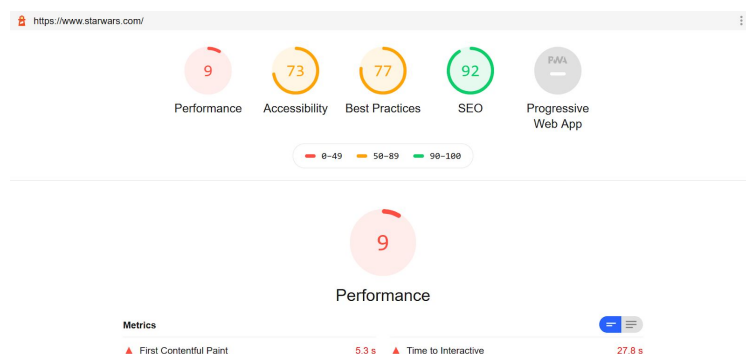 https://www.starwars.com/
9 73 77 92 PWA
Performance Accessibility Best Practices SEO Progressive
Web App
0-49 50-89 90-100
9
Performance
Metrics
First Contentful Paint 5.3 s Time to Interactive 27.8 s